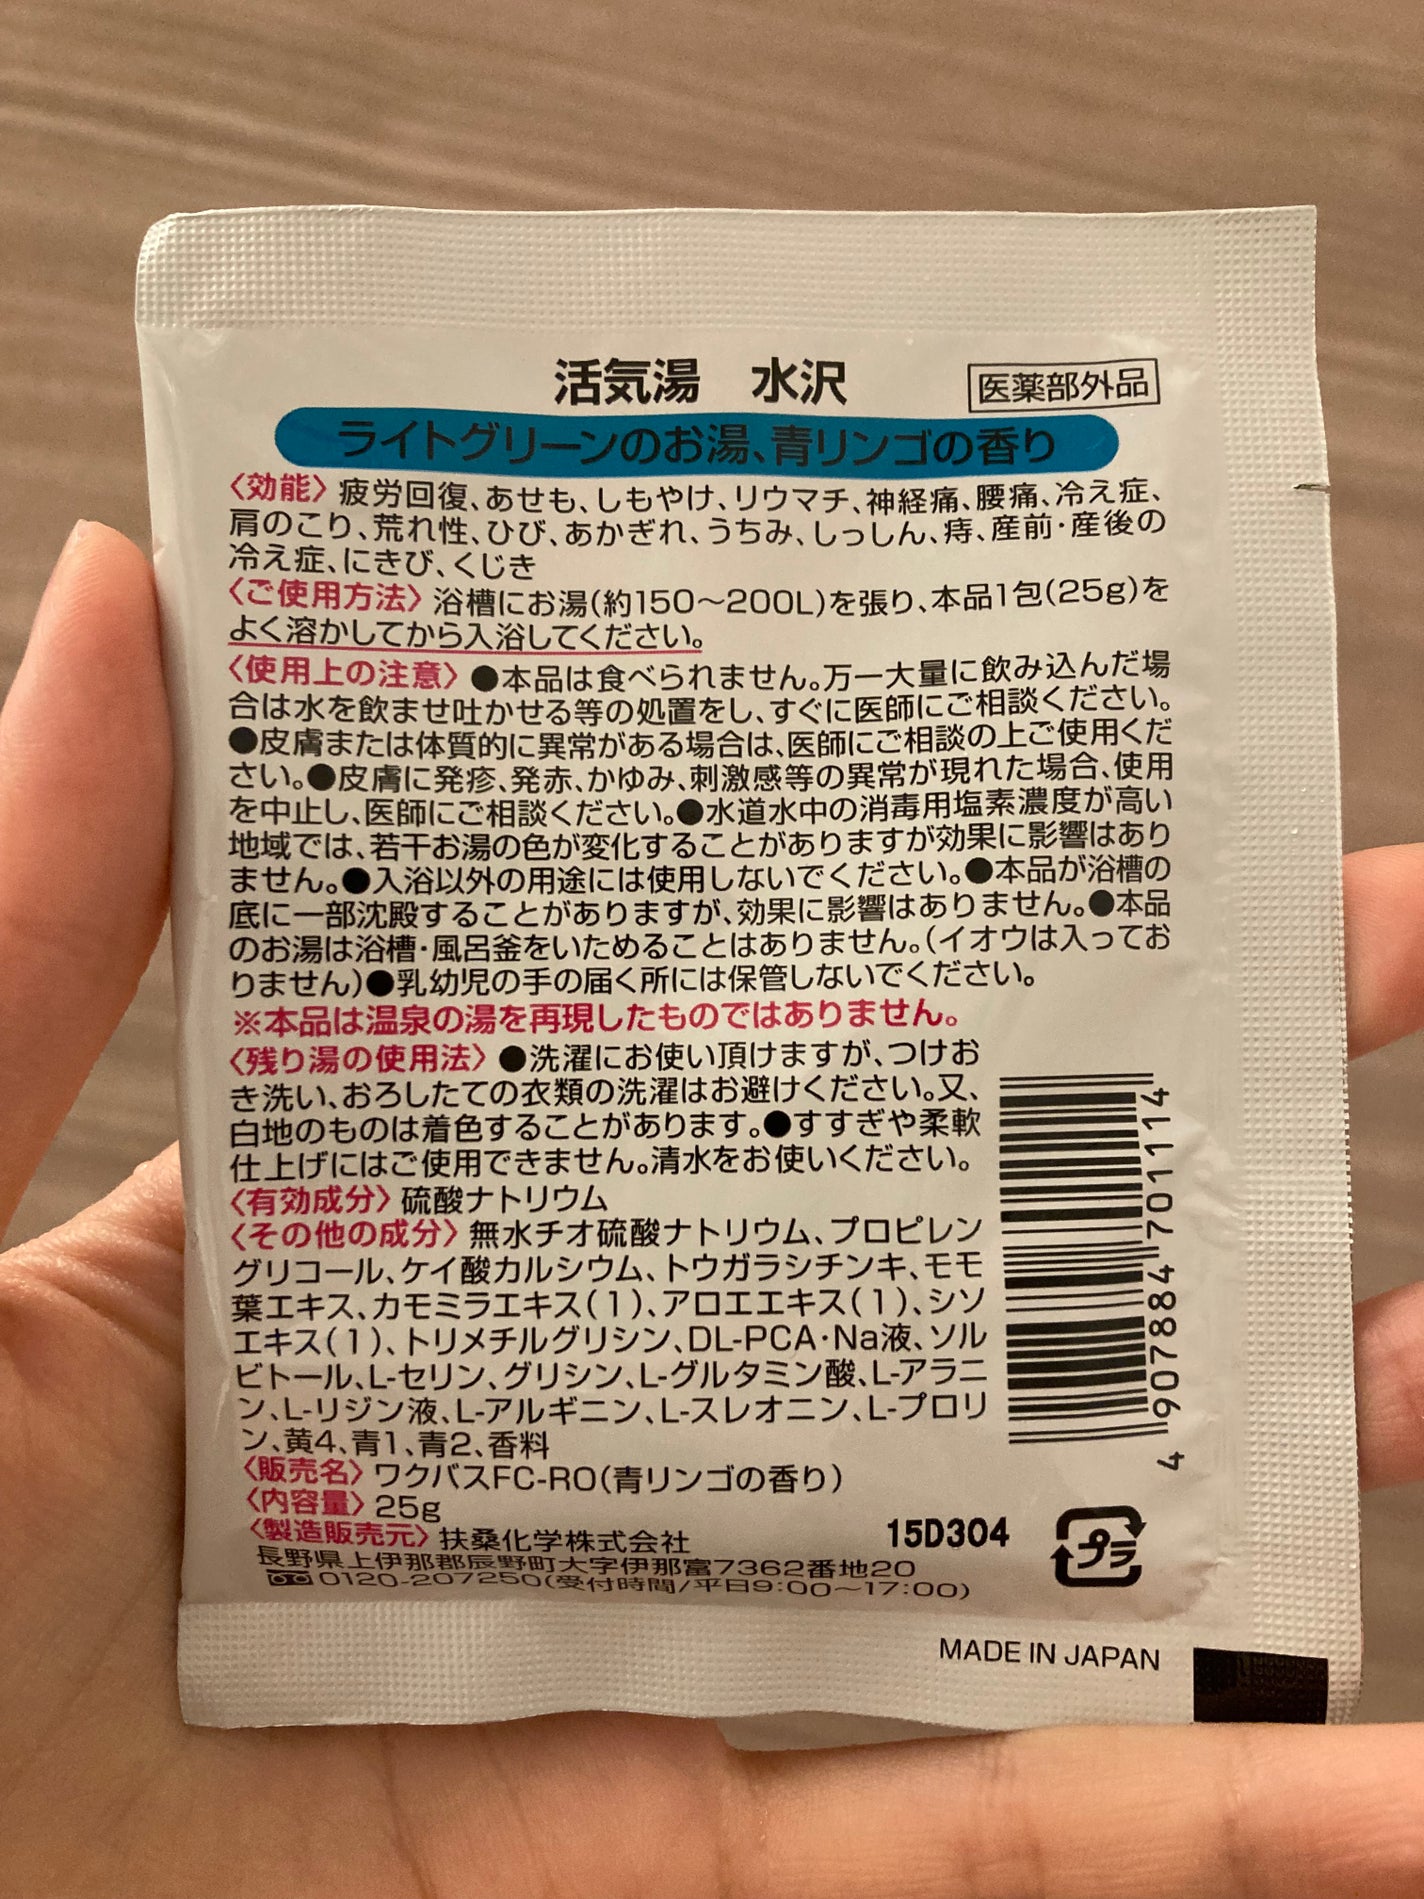 活気湯　水沢
医薬部外品
ライトグリーンのお湯、青リンゴの香り
〈効能〉疲労回復、あせも、しもやけ、リウマチ、神経痛、腰痛、冷え症、
肩のこり、荒れ性、ひび、あかぎれ、うちみ、しっしん、痔、産前・産後の
冷え症、にきび、くじき
〈ご使用方法〉浴槽にお湯(約150〜200L)を張り、本品1包(25g)を
よく溶かしてから入浴してください。
〈使用上の注意〉●本品は食べられません。万一大量に飲み込んだ場
合は水を飲ませ吐かせる等の処置をし、すぐに医師にご相談ください。
●皮膚または体質的に異常がある場合は、医師にご相談の上ご使用くだ
さい。●皮膚に発疹、発赤、かゆみ、刺激感等の異常が現れた場合、使用
を中止し、医師にご相談ください。●水道水中の消毒用塩素濃度が高い
地域では、若干お湯の色が変化することがありますが効果に影響はあり
ません。●入浴以外の用途には使用しないでください。●本品が浴槽の
底に一部沈殿することがありますが、効果に影響はありません。●本品
のお湯は浴槽・風呂釜をいためることはありません。(イオウは入ってお
りません)●乳幼児の手の届く所には保管しないでください。
※本品は温泉の湯を再現したものではありません。
〈残り湯の使用法〉●洗濯にお使い頂けますが、つけお
き洗い、おろしたての衣類の洗濯はお避けください。又、
白地のものは着色することがあります。●すすぎや柔軟
仕上げにはご使用できません。清水をお使いください。
〈有効成分〉硫酸ナトリウム
〈その他の成分〉無水チオ硫酸ナトリウム、プロピレン
グリコール、ケイ酸カルシウム、トウガラシチンキ、モモ
葉エキス、カモミラエキス(1)、アロエエキス(1)、シソ
エキス(1)、トリメチルグリシン、DL-PCA・Na液、ソル
ビトール、L-セリン、グリシン、L-グルタミン酸、L-アラニ
ン、L-リジン液、L-アルギニン、L-スレオニン、L-プロリ
ン、黄4、青1、青2、香料
〈販売名〉ワクバスFC-RO(青リンゴの香り)
〈内容量〉25g
〈製造販売元〉扶桑化学株式会社
長野県上伊那郡辰野町大字伊那富7362番地20
0120-207250(受付時間/平日9:00〜17:00)
4 907884 701114
15D304
プラ
MADE IN JAPAN